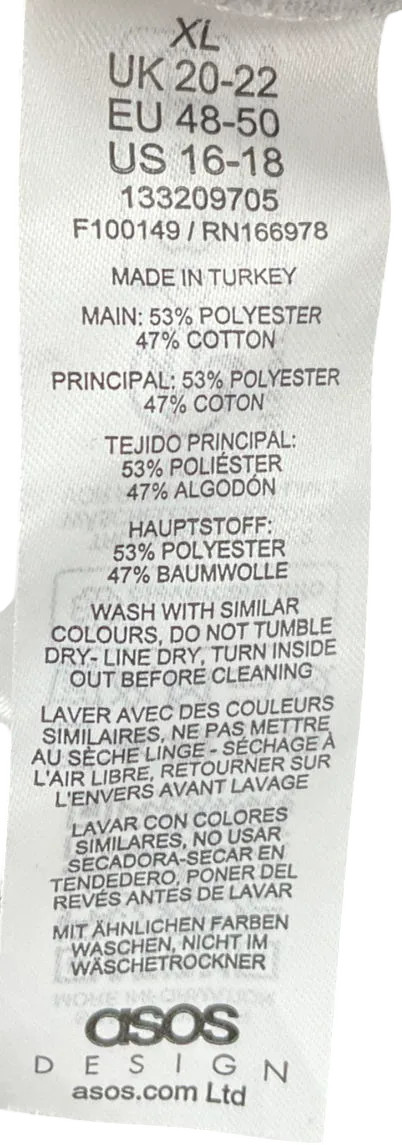 XL
UK 20-22
EU 48-50
US 16-18
133209705
F100149 / RN166978
MADE IN TURKEY
MAIN: 53% POLYESTER
47% COTTON
PRINCIPAL: 53% POLYESTER
47% COTON
TEJIDO PRINCIPAL:
53% POLIÉSTER
47% ALGODÓN
HAUPTSTOFF:
53% POLYESTER
47% BAUMWOLLE
WASH WITH SIMILAR
COLOURS, DO NOT TUMBLE
DRY- LINE DRY, TURN INSIDE
OUT BEFORE CLEANING
LAVER AVEC DES COULEURS
SIMILAIRES, NE PAS METTRE
AU SÈCHE LINGE - SÉCHAGE À
L'AIR LIBRE, RETOURNER SUR
L'ENVERS AVANT LAVAGE
LAVAR CON COLORES
SIMILARES, NO USAR
SECADORA-SECAR EN
TENDEDERO, PONER DEL
REVÉS ANTES DE LAVAR
MIT ÄHNLICHEN FARBEN
WASCHEN, NICHT IM
WÄSCHETROCKNER
asos
DESIGN
asos.com Ltd